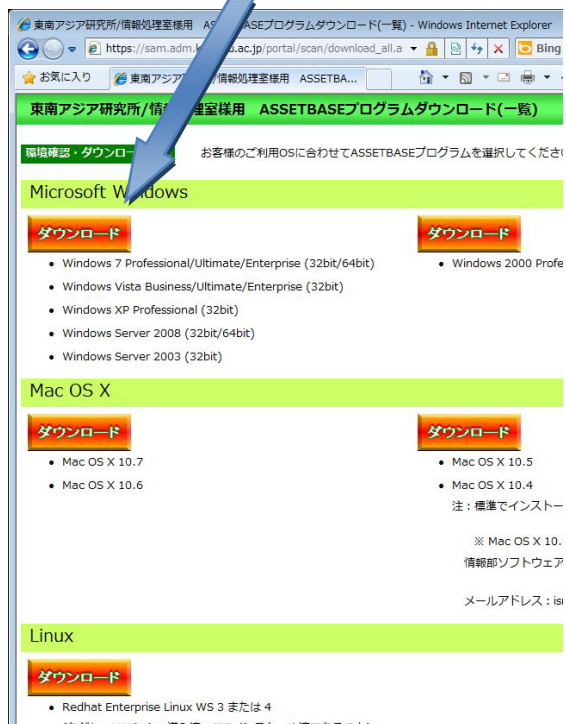 東南アジア研究所/情報処理室様用 ASSETBASEプログラムダウンロード(一覧) - Windows Internet Explorer
https://sam.adm. .ac.jp/portal/scan/download_all.a
Bing
お気に入り
東南アジア /情報処理室様用 ASSETBA...
東南アジア研究所/情 理室様用 ASSETBASEプログラムダウンロード(一覧)
環境確認・ダウンロー
お客様のご利用OSに合わせてASSETBASEプログラムを選択してくださ
Microsoft Windows
ダウンロード
• Windows 7 Professional/Ultimate/Enterprise (32bit/64bit)
• Windows Vista Business/Ultimate/Enterprise (32bit)
• Windows XP Professional (32bit)
• Windows Server 2008 (32bit/64bit)
• Windows Server 2003 (32bit)
ダウンロード
• Windows 2000 Profe
Mac OS X
ダウンロード
• Mac OS X 10.7
• Mac OS X 10.6
ダウンロード
• Mac OS X 10.5
• Mac OS X 10.4
注：標準でインストー
※ Mac OS X 10.
情報部ソフトウェア
メールアドレス：is
Linux
ダウンロード
• Redhat Enterprise Linux WS 3 または 4